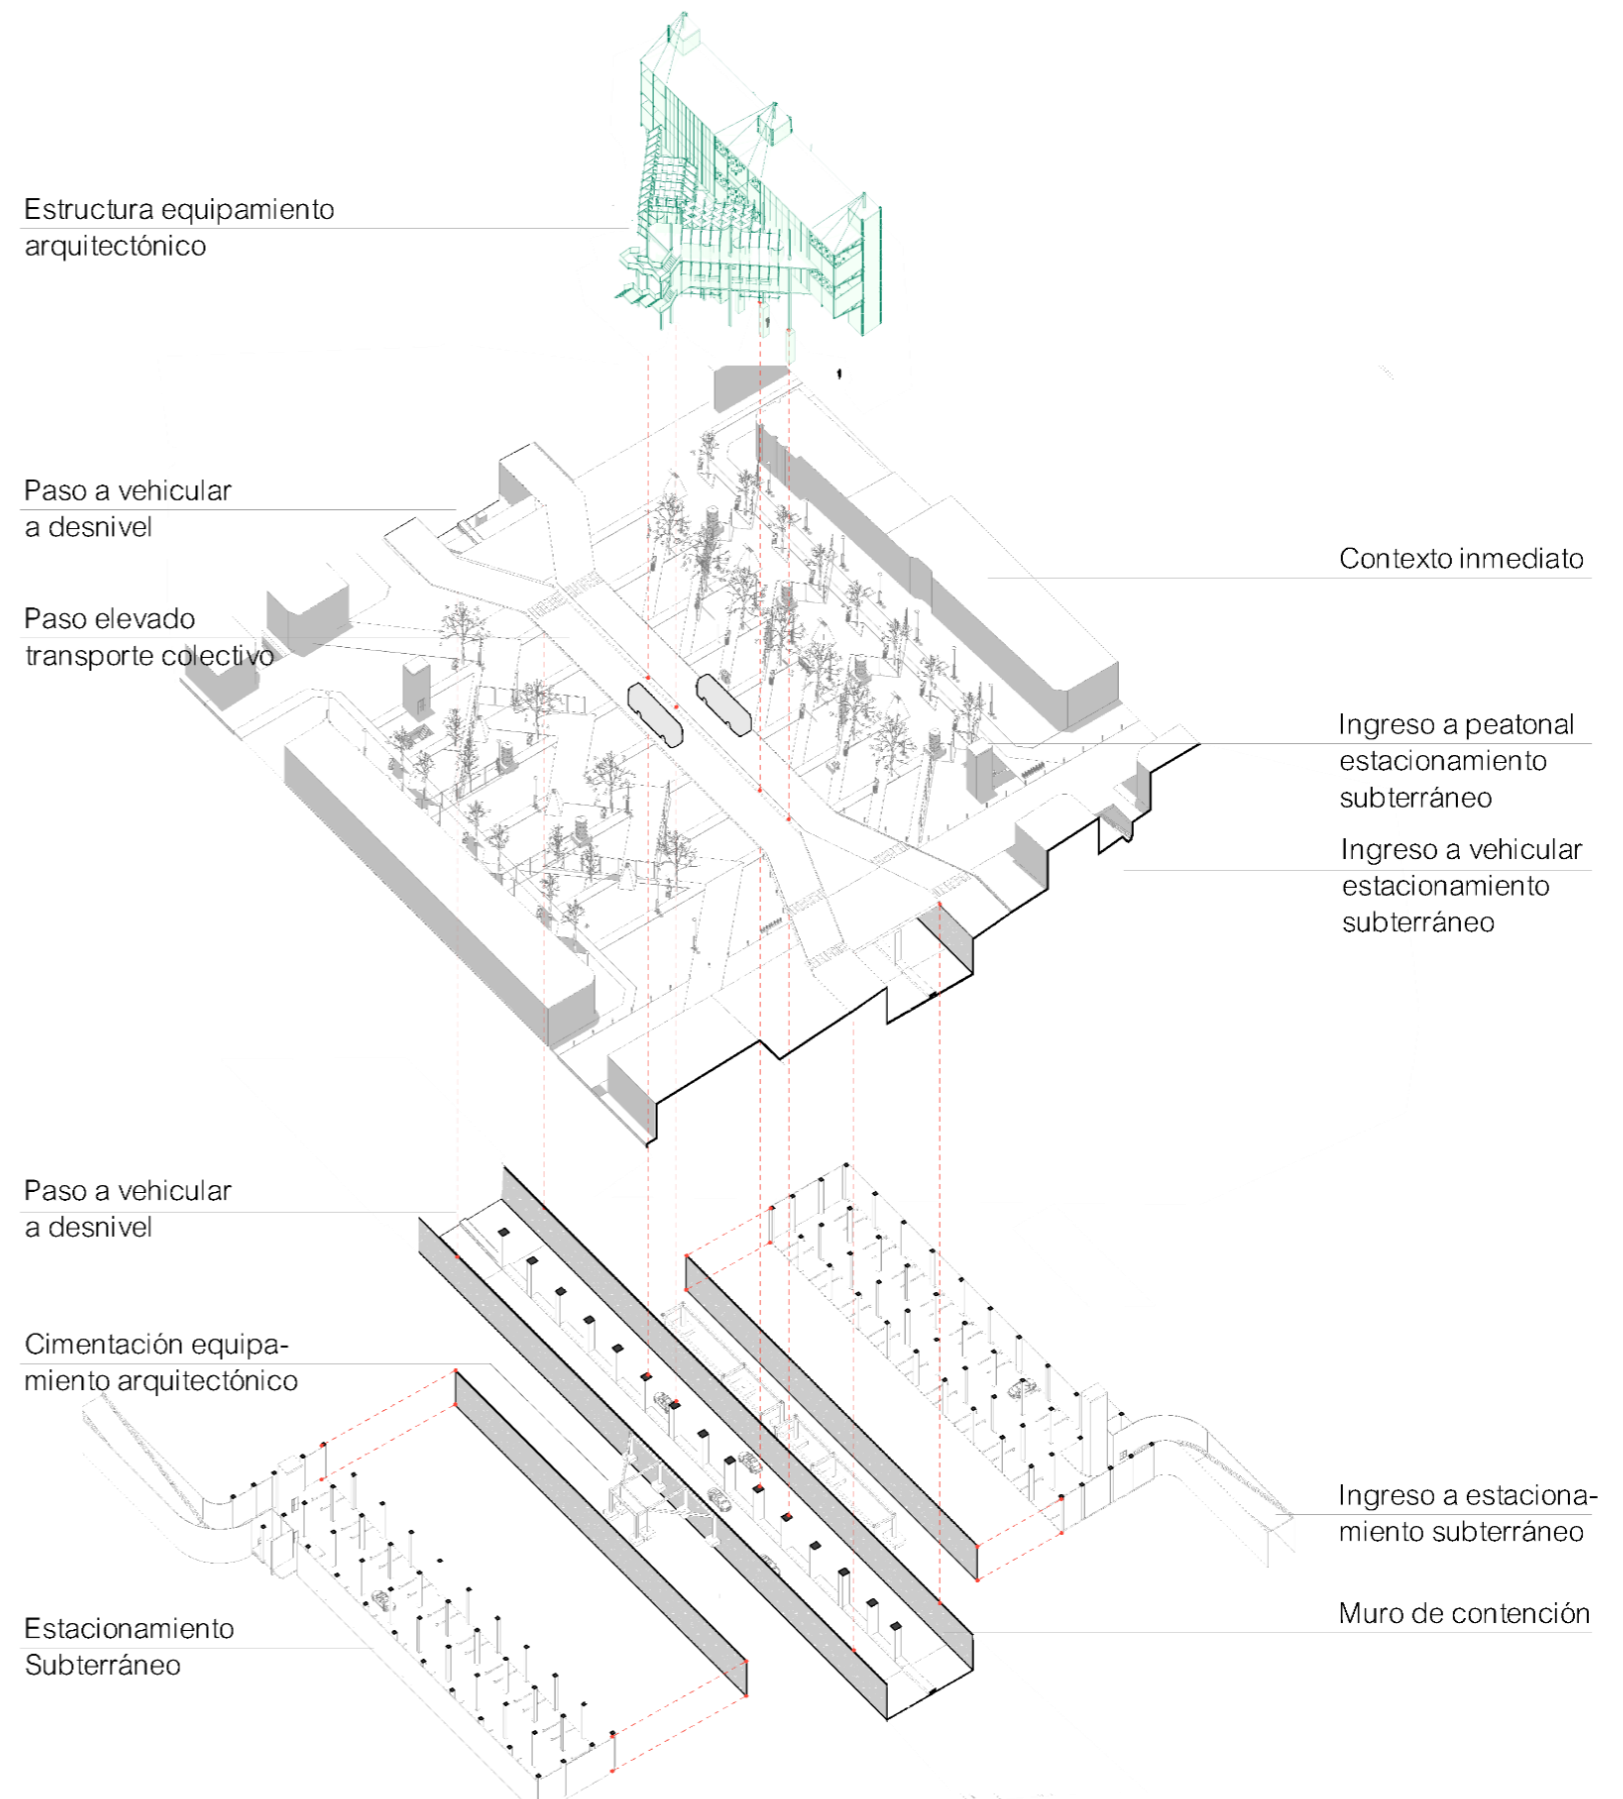 Estructura equipamiento
arquitectónico
Paso a vehicular
a desnivel
Contexto inmediato
Paso elevado
transporte colectivo
Ingreso a peatonal
estacionamiento
subterráneo
Ingreso a vehicular
estacionamiento
subterráneo
Paso a vehicular
a desnivel
Cimentación equipa-
miento arquitectónico
Ingreso a estaciona-
miento subterráneo
Muro de contención
Estacionamiento
Subterráneo